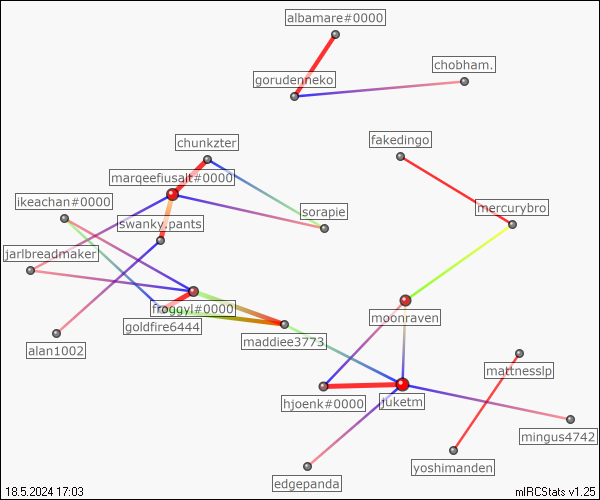 albamare#0000
chobham.
gorudenneko
chunkzter
fakedingo
marqeefiusalt#0000
ikeachan#0000
sorapie
mercurybro
swanky.pants
jarlbreadmaker
froggyl#0000
moonraven
goldfire6444
maddiee3773
alan1002
mattnesslp
hjoenk#0000
juketm
mingus4742
yoshimanden
edgepanda
18.5.2024 17:03
mIRCStats v1.25